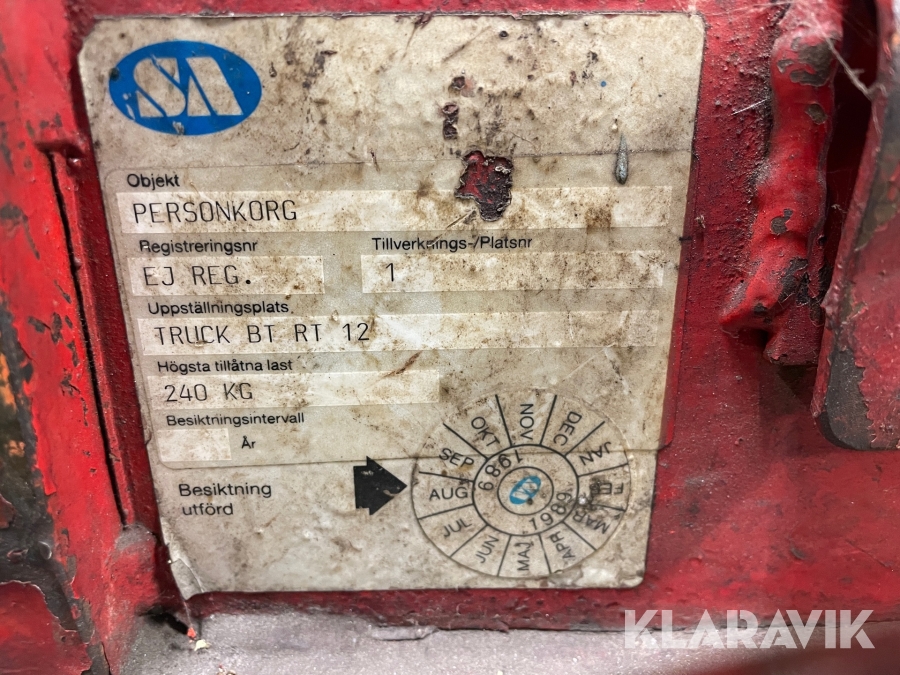 SA
Objekt
PERSONKORG
Registreringsnr Tillverknings-/Platsnr
EJ REG. 1
Uppställningsplats
TRUCK BT RT 12
Högsta tillåtna last
240 KG
Besiktningsintervall
År
Besiktning
utförd
JAN FEB MAR APR MAJ JUN JUL AUG SEP OKT NOV DEC
1989 1989
KLARAVIK